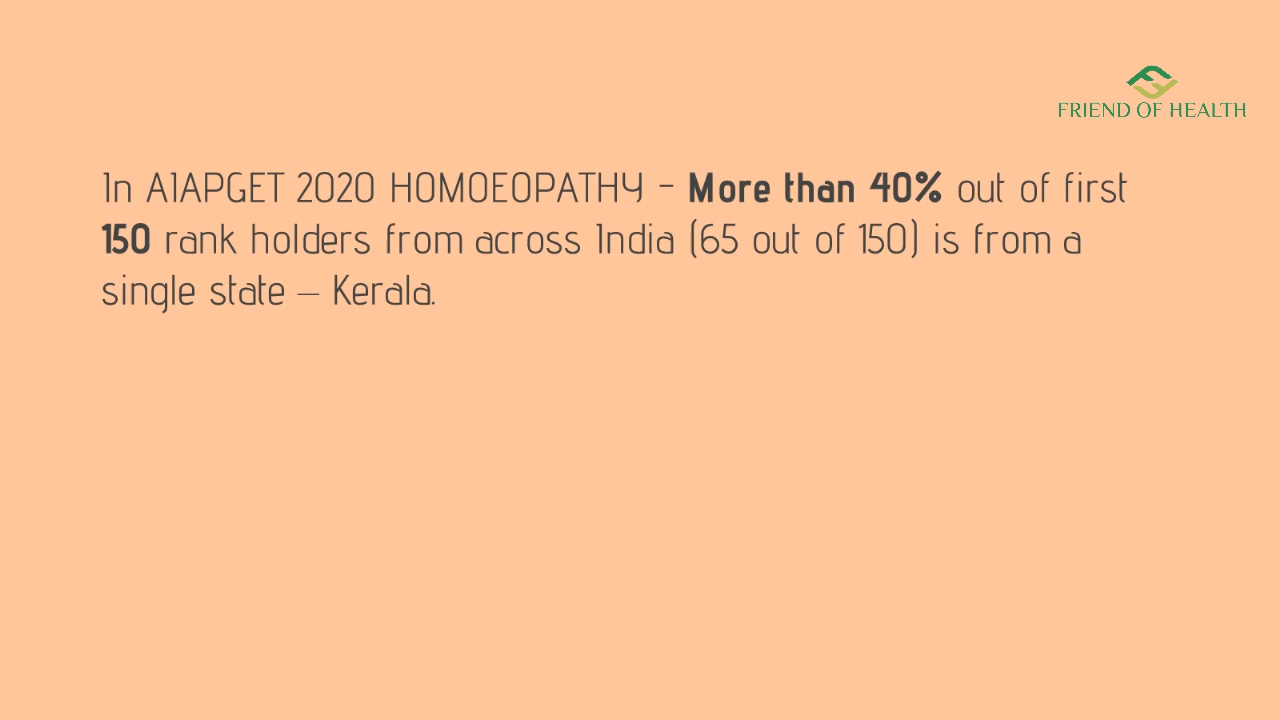 FRIEND OF HEALTH
In AIAPGET 2020 HOMOEOPATHY - More than 40% out of first
150 rank holders from across India (65 out of 150) is from a
single state – Kerala.